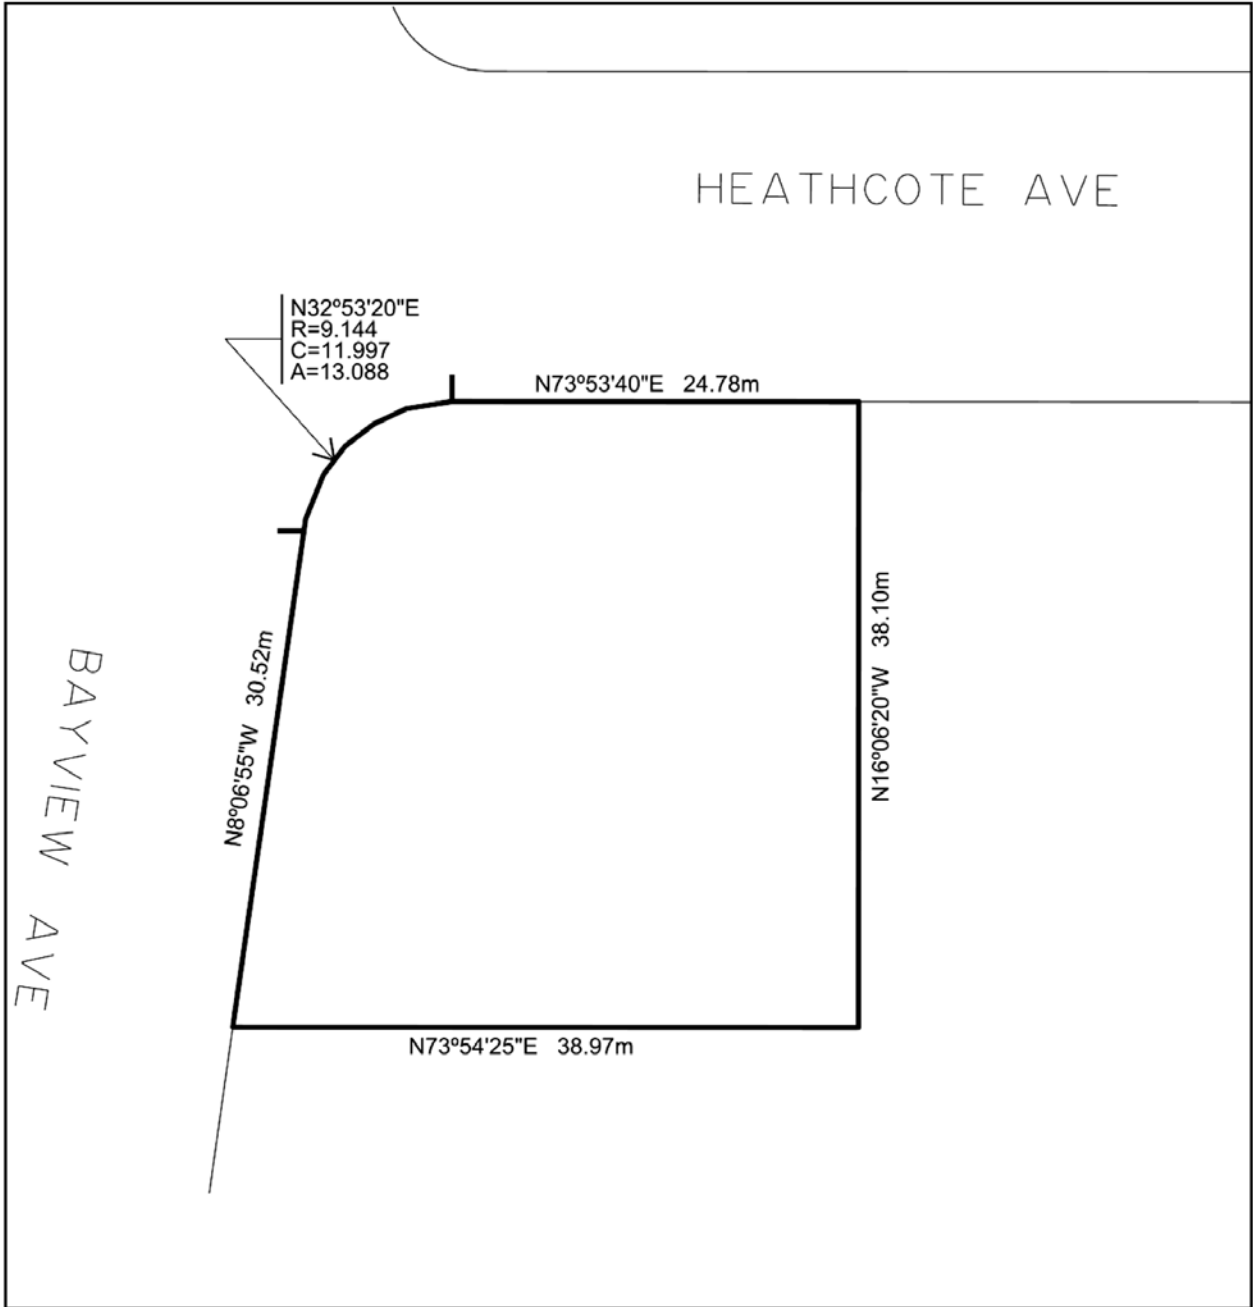 HEATHCOTE AVE
N32º53'20"E
R=9.144
C=11.997
A=13.088
N73º53'40"E 24.78m
N16º06'20"W 38.10m
N8º06'55"W 30.52m
BAYVIEW AVE
N73º54'25"E 38.97m